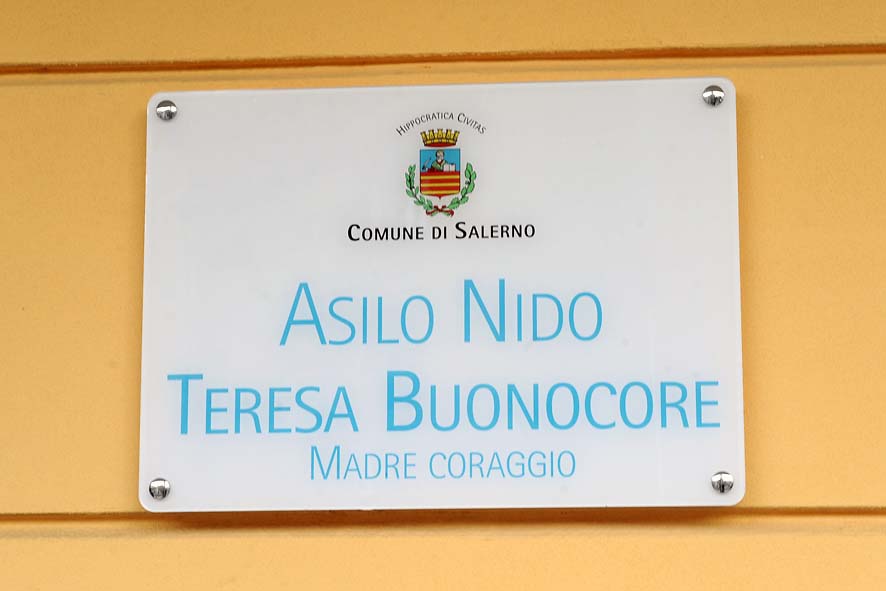 Hippocratica Civitas
Comune di Salerno
Asilo Nido
Teresa Buonocore
Madre coraggio